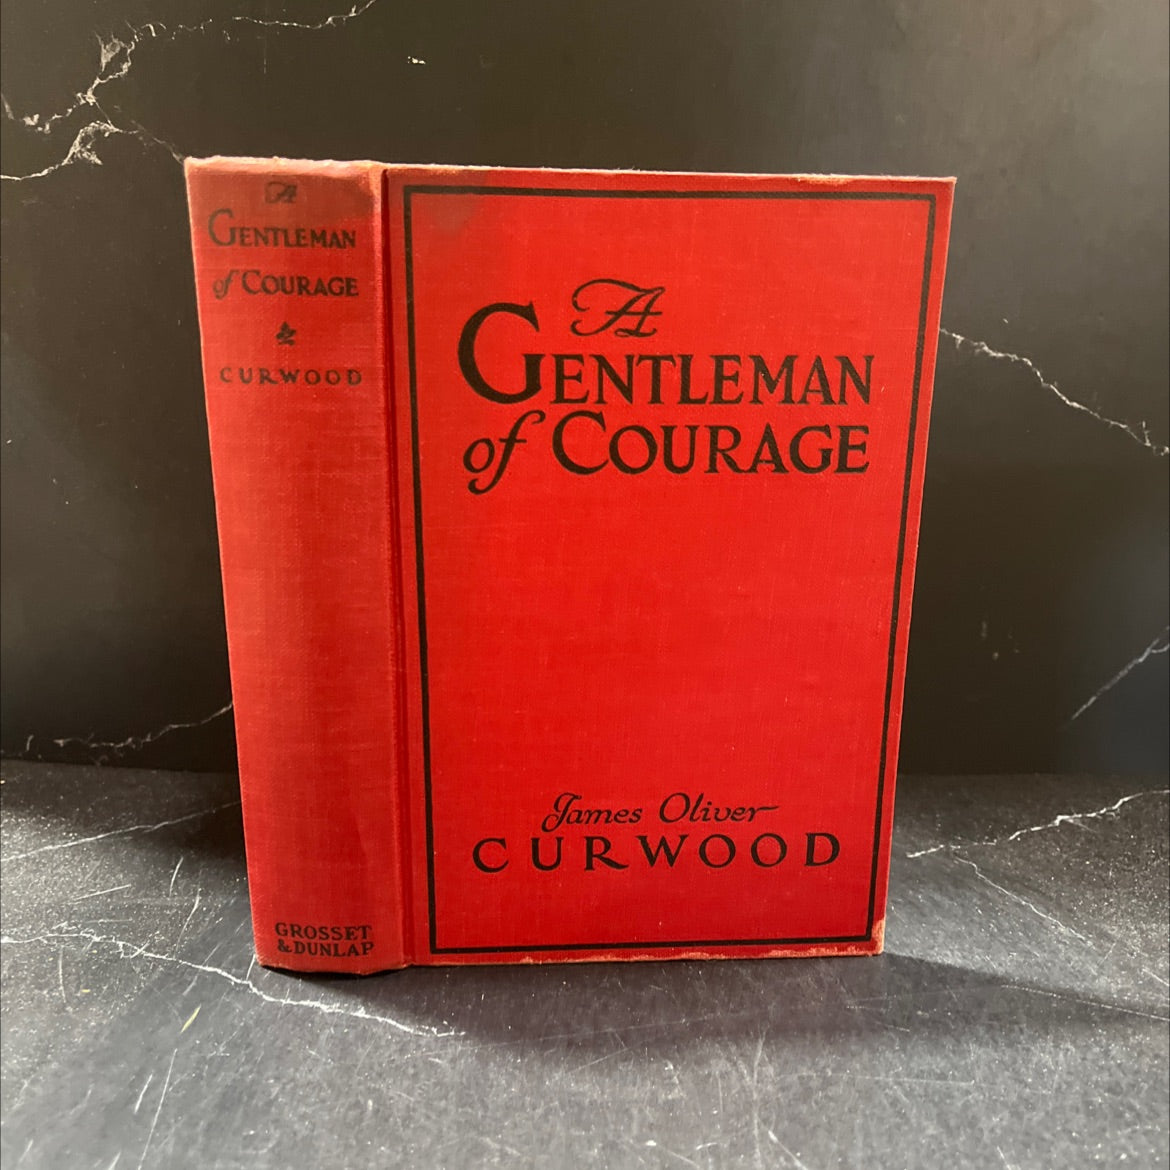 A
GENTLEMAN
of COURAGE
CURWOOD
GROSSET
& DUNLAP
A
GENTLEMAN
of COURAGE
James Oliver
CURWOOD